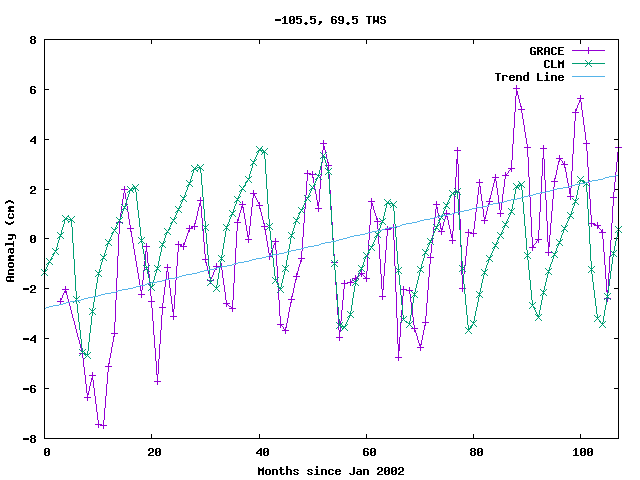 -105.5, 69.5 TWS
GRACE
CLM
Trend Line
8
6
4
2
0
-2
-4
-6
-8
Anomaly (cm)
0 20 40 60 80 100
Months since Jan 2002